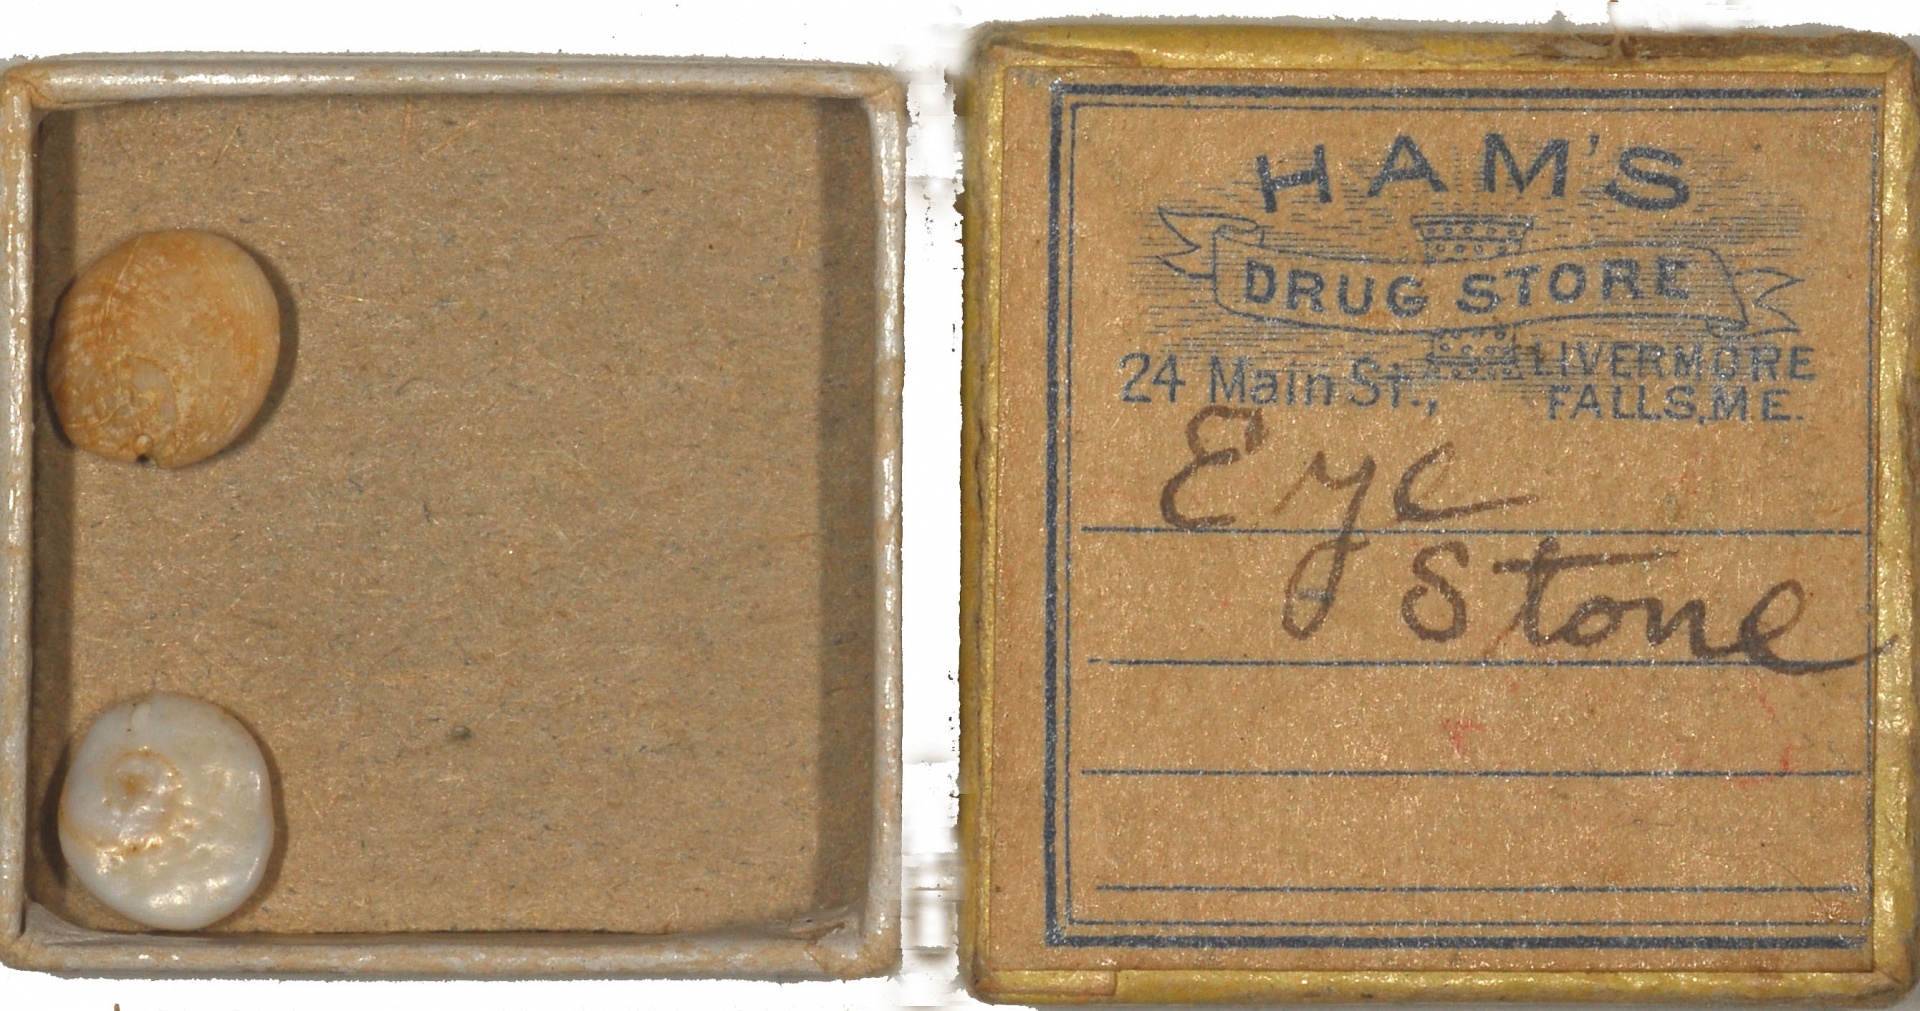 HAM'S
DRUG STORE
24 Main St., LIVERMORE
FALLS, ME.
Eye
Stone